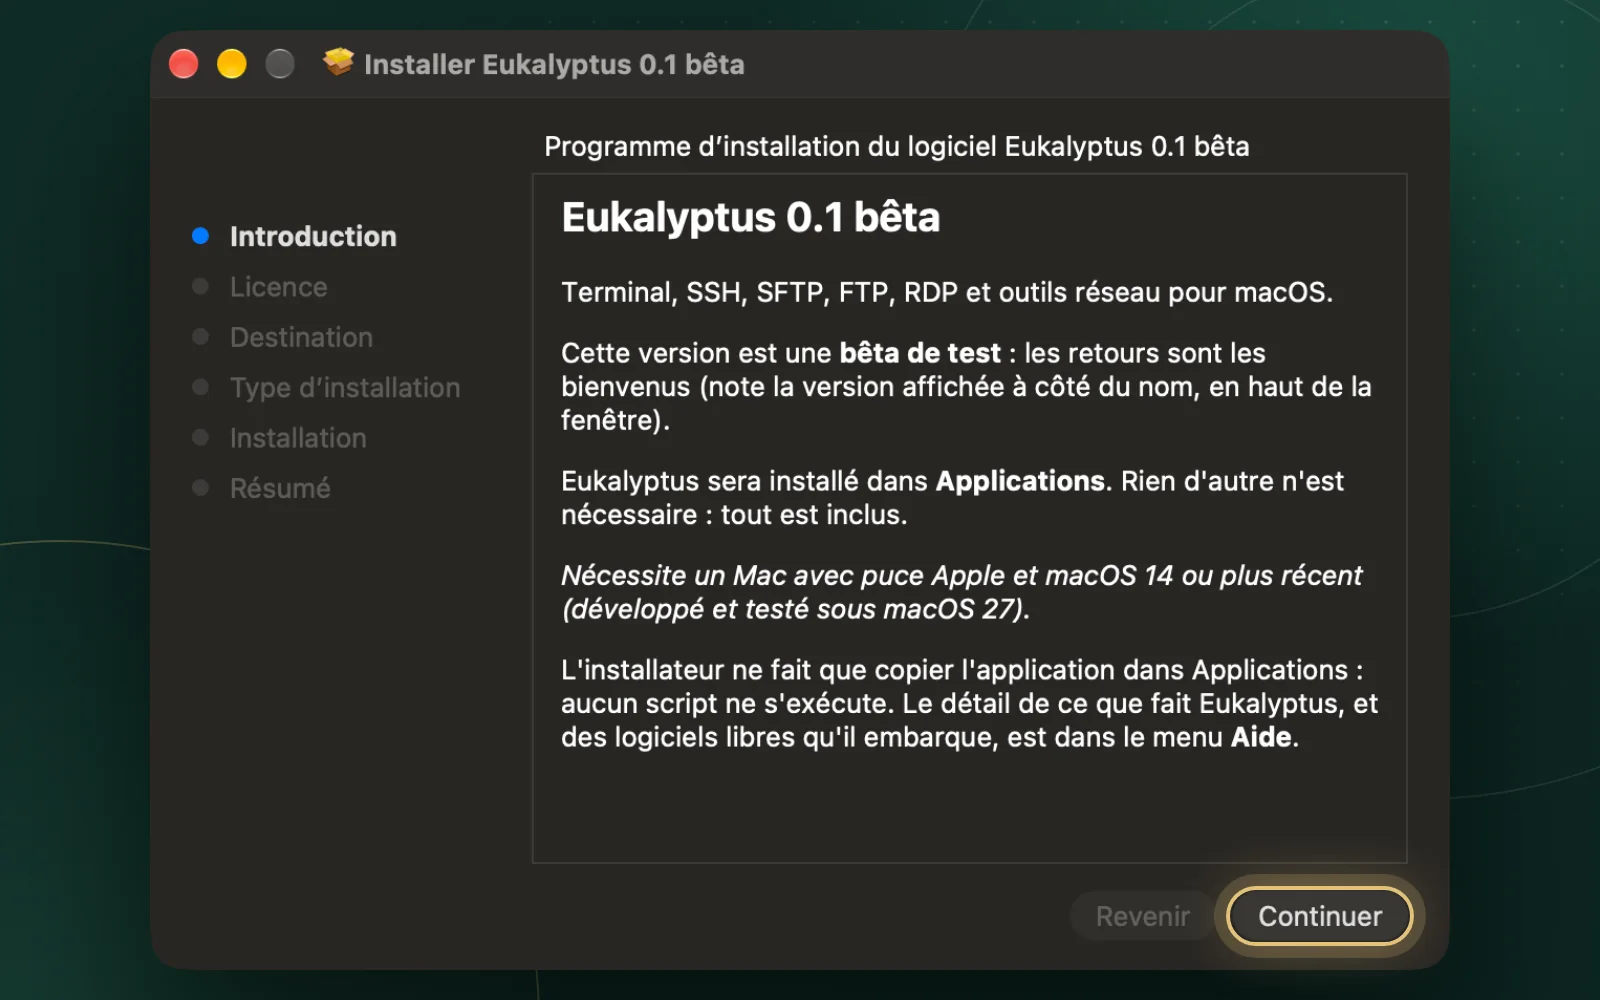 Installer Eukalyptus 0.1 bêta
Programme d’installation du logiciel Eukalyptus 0.1 bêta
Introduction
Licence
Destination
Type d’installation
Installation
Résumé
Eukalyptus 0.1 bêta
Terminal, SSH, SFTP, FTP, RDP et outils réseau pour macOS.
Cette version est une bêta de test : les retours sont les
bienvenus (note la version affichée à côté du nom, en haut de la
fenêtre).
Eukalyptus sera installé dans Applications. Rien d'autre n'est
nécessaire : tout est inclus.
Nécessite un Mac avec puce Apple et macOS 14 ou plus récent
(développé et testé sous macOS 27).
L'installateur ne fait que copier l'application dans Applications :
aucun script ne s'exécute. Le détail de ce que fait Eukalyptus, et
des logiciels libres qu'il embarque, est dans le menu Aide.
Revenir
Continuer